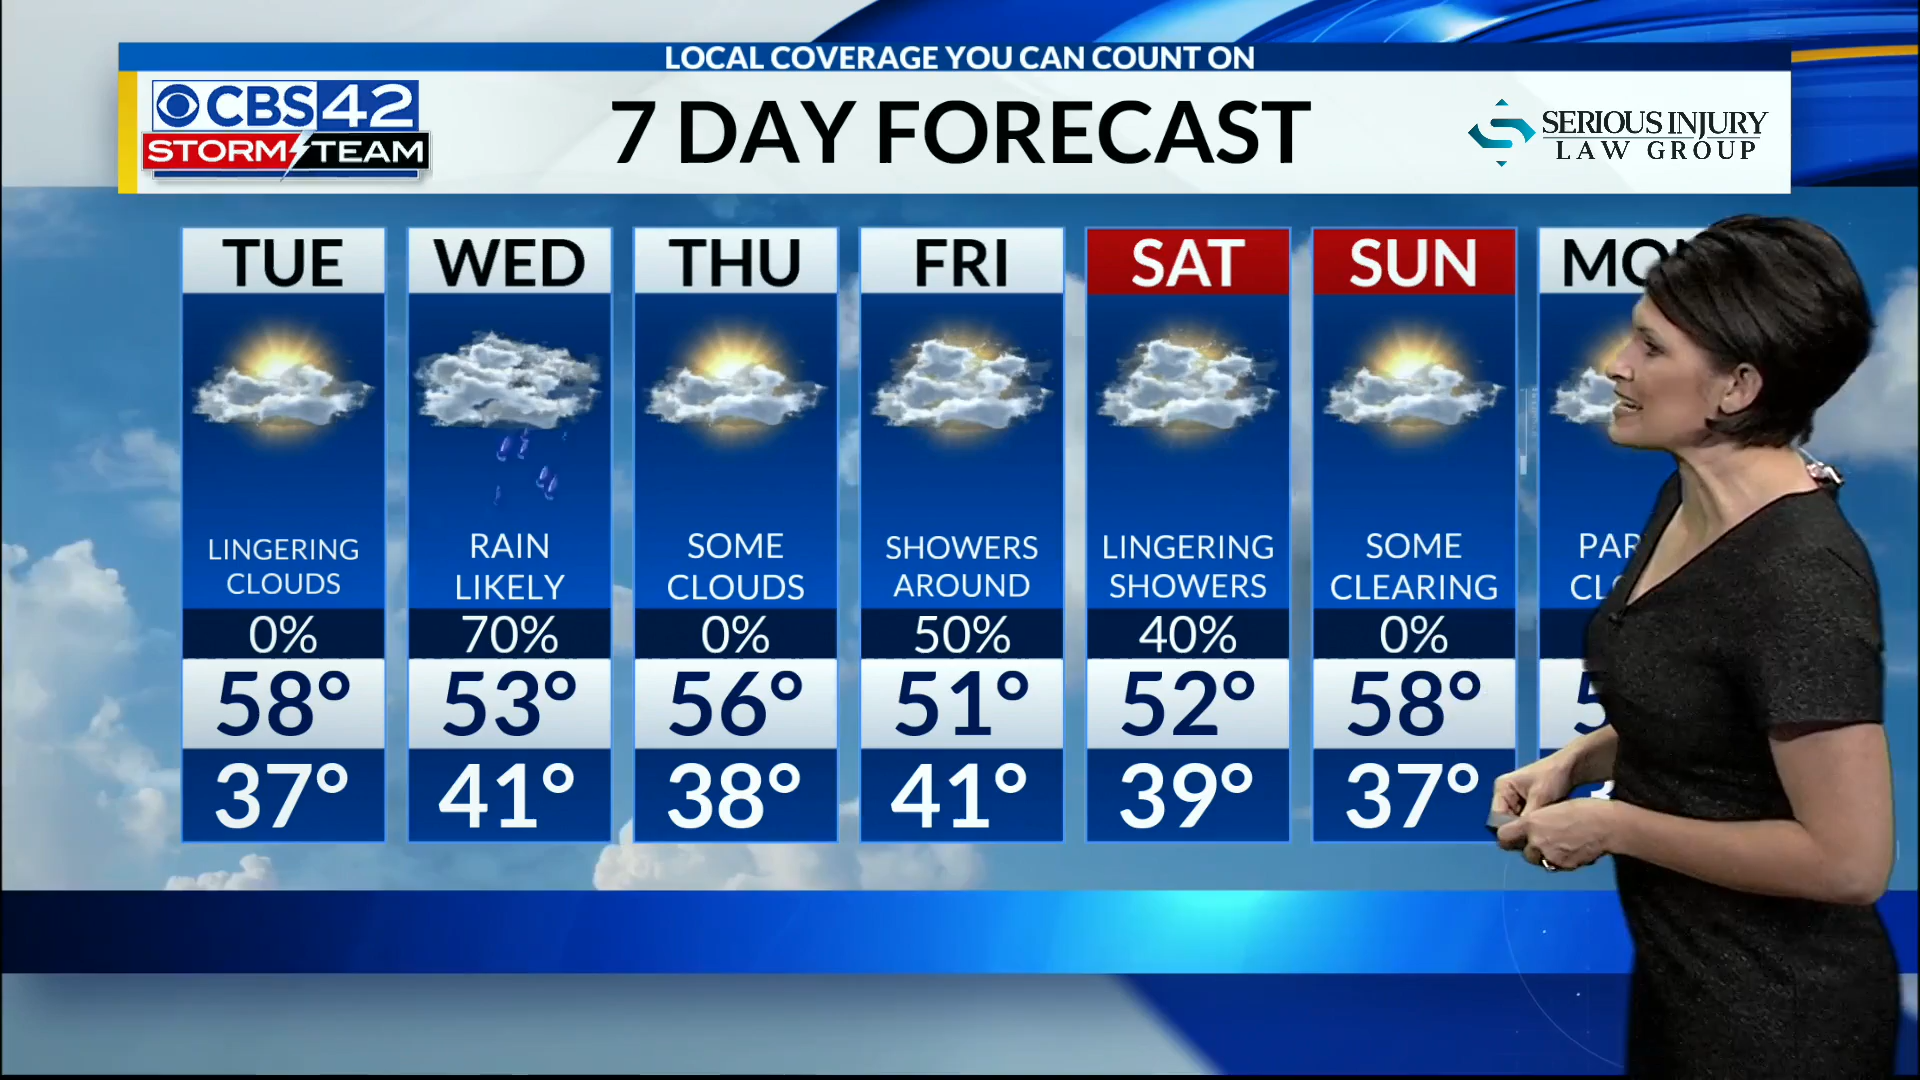 LOCAL COVERAGE YOU CAN COUNT ON
CBS 42
STORM TEAM
7 DAY FORECAST
SERIOUS INJURY
LAW GROUP
TUE WED THU FRI SAT SUN
LINGERING CLOUDS
RAIN LIKELY
SOME CLOUDS
SHOWERS AROUND
LINGERING SHOWERS
SOME CLEARING
0% 70% 0% 50% 40% 0%
58° 53° 56° 51° 52° 58°
37° 41° 38° 41° 39° 37°